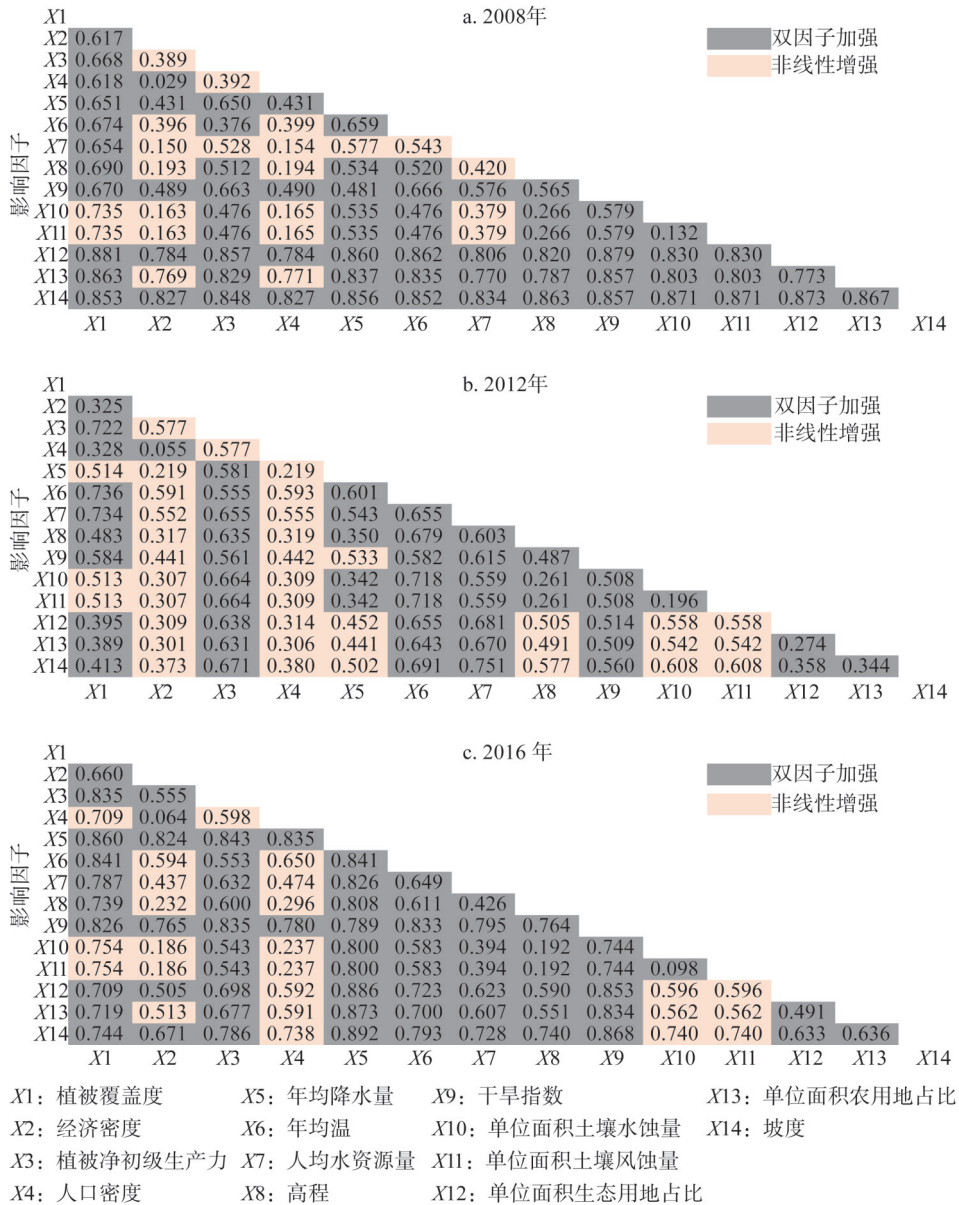 X1
a. 2008年
X2 0.617
双因子加强
X3 0.668 0.389
非线性增强
X4 0.618 0.029 0.392
X5 0.651 0.431 0.650 0.431
X6 0.674 0.396 0.376 0.399 0.659
X7 0.654 0.150 0.528 0.154 0.577 0.543
X8 0.690 0.193 0.512 0.194 0.534 0.520 0.420
X9 0.670 0.489 0.663 0.490 0.481 0.666 0.576 0.565
X10 0.735 0.163 0.476 0.165 0.535 0.476 0.379 0.266 0.579
X11 0.735 0.163 0.476 0.165 0.535 0.476 0.379 0.266 0.579 0.132
X12 0.881 0.784 0.857 0.784 0.860 0.862 0.806 0.820 0.879 0.830 0.830
X13 0.863 0.769 0.829 0.771 0.837 0.835 0.770 0.787 0.857 0.803 0.803 0.773
X14 0.853 0.827 0.848 0.827 0.856 0.852 0.834 0.863 0.857 0.871 0.871 0.873 0.867
影响因子
X1 X2 X3 X4 X5 X6 X7 X8 X9 X10 X11 X12 X13 X14
X1
b. 2012年
X2 0.325
双因子加强
X3 0.722 0.577
非线性增强
X4 0.328 0.055 0.577
X5 0.514 0.219 0.581 0.219
X6 0.736 0.591 0.555 0.593 0.601
X7 0.734 0.552 0.655 0.555 0.543 0.655
X8 0.483 0.317 0.635 0.319 0.350 0.679 0.603
X9 0.584 0.441 0.561 0.442 0.533 0.582 0.615 0.487
X10 0.513 0.307 0.664 0.309 0.342 0.718 0.559 0.261 0.508
X11 0.513 0.307 0.664 0.309 0.342 0.718 0.559 0.261 0.508 0.196
X12 0.395 0.309 0.638 0.314 0.452 0.655 0.681 0.505 0.514 0.558 0.558
X13 0.389 0.301 0.631 0.306 0.441 0.643 0.670 0.491 0.509 0.542 0.542 0.274
X14 0.413 0.373 0.671 0.380 0.502 0.691 0.751 0.577 0.560 0.608 0.608 0.358 0.344
影响因子
X1 X2 X3 X4 X5 X6 X7 X8 X9 X10 X11 X12 X13 X14
X1
c. 2016 年
X2 0.660
双因子加强
X3 0.835 0.555
非线性增强
X4 0.709 0.064 0.598
X5 0.860 0.824 0.843 0.835
X6 0.841 0.594 0.553 0.650 0.841
X7 0.787 0.437 0.632 0.474 0.826 0.649
X8 0.739 0.232 0.600 0.296 0.808 0.611 0.426
X9 0.826 0.765 0.835 0.780 0.789 0.833 0.795 0.764
X10 0.754 0.186 0.543 0.237 0.800 0.583 0.394 0.192 0.744
X11 0.754 0.186 0.543 0.237 0.800 0.583 0.394 0.192 0.744 0.098
X12 0.709 0.505 0.698 0.592 0.886 0.723 0.623 0.590 0.853 0.596 0.596
X13 0.719 0.513 0.677 0.591 0.873 0.700 0.607 0.551 0.834 0.562 0.562 0.491
X14 0.744 0.671 0.786 0.738 0.892 0.793 0.728 0.740 0.868 0.740 0.740 0.633 0.636
影响因子
X1 X2 X3 X4 X5 X6 X7 X8 X9 X10 X11 X12 X13 X14
X1：植被覆盖度 X5：年均降水量 X9：干旱指数 X13：单位面积农用地占比
X2：经济密度 X6：年均温 X10：单位面积土壤水蚀量 X14：坡度
X3：植被净初级生产力 X7：人均水资源量 X11：单位面积土壤风蚀量
X4：人口密度 X8：高程 X12：单位面积生态用地占比